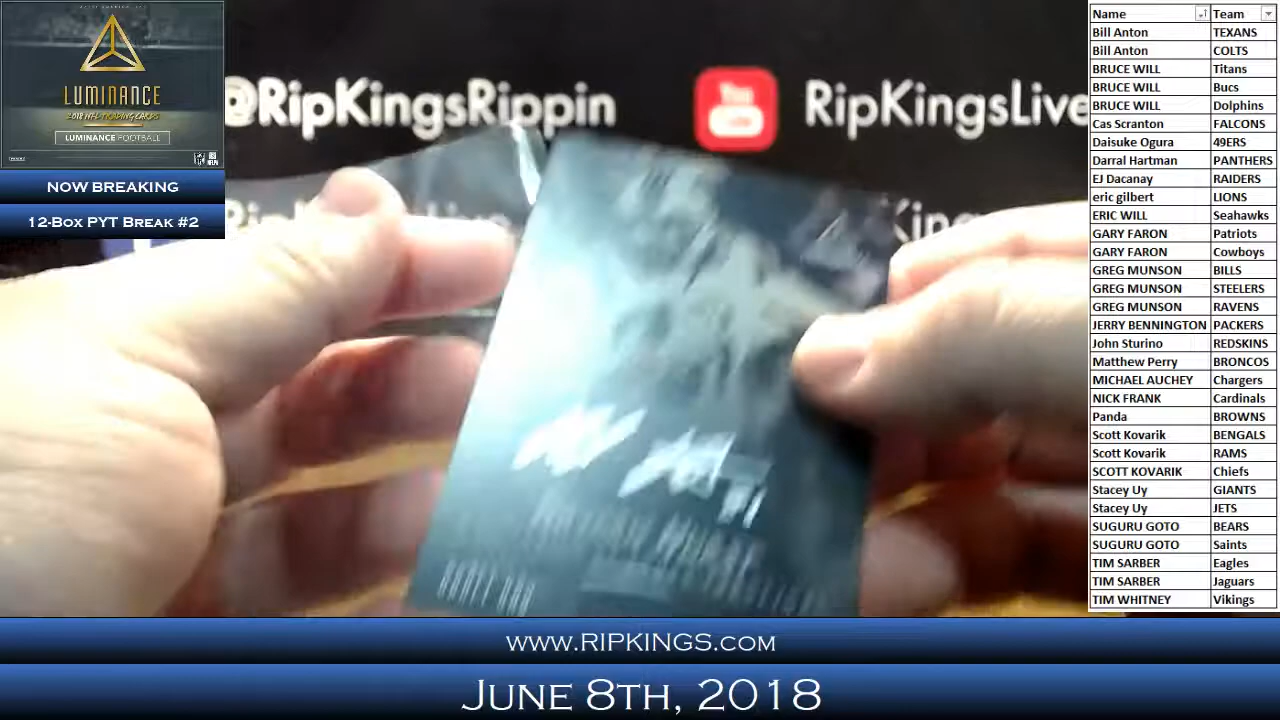 LUMINANCE
2018 NFL TRADING CARDS
LUMINANCE FOOTBALL
NOW BREAKING
12-Box PYT Break #2
@RipKingsRippin
You
Tube
RipKingsLive
Name Team
Bill Anton TEXANS
Bill Anton COLTS
BRUCE WILL Titans
BRUCE WILL Bucs
BRUCE WILL Dolphins
Cas Scranton FALCONS
Daisuke Ogura 49ERS
Darral Hartman PANTHERS
EJ Dacanay RAIDERS
eric gilbert LIONS
ERIC WILL Seahawks
GARY FARON Patriots
GARY FARON Cowboys
GREG MUNSON BILLS
GREG MUNSON STEELERS
GREG MUNSON RAVENS
JERRY BENNINGTON PACKERS
John Sturino REDSKINS
Matthew Perry BRONCOS
MICHAEL AUCHEY Chargers
NICK FRANK Cardinals
Panda BROWNS
Scott Kovarik BENGALS
Scott Kovarik RAMS
SCOTT KOVARIK Chiefs
Stacey Uy GIANTS
Stacey Uy JETS
SUGURU GOTO BEARS
SUGURU GOTO Saints
TIM SARBER Eagles
TIM SARBER Jaguars
TIM WHITNEY Vikings
www.RIPKINGS.com
June 8th, 2018